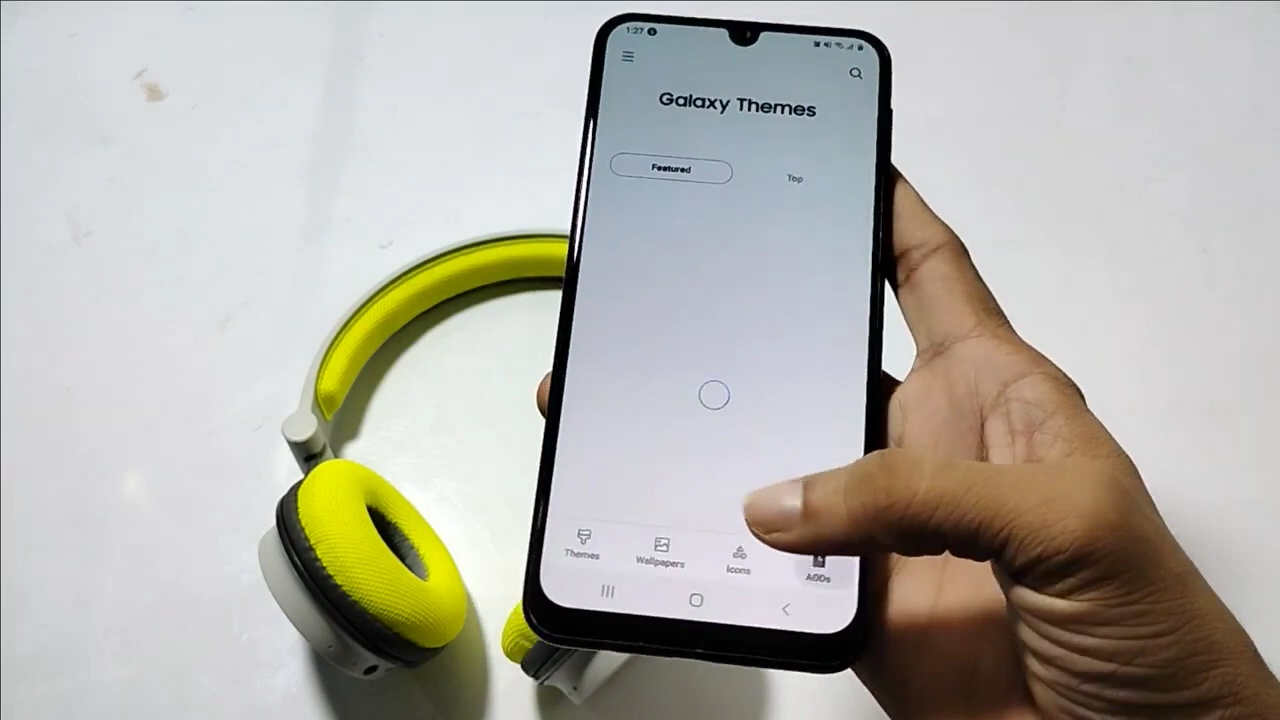 1:27
Galaxy Themes
Featured
Top
Themes
Wallpapers
Icons
AODs